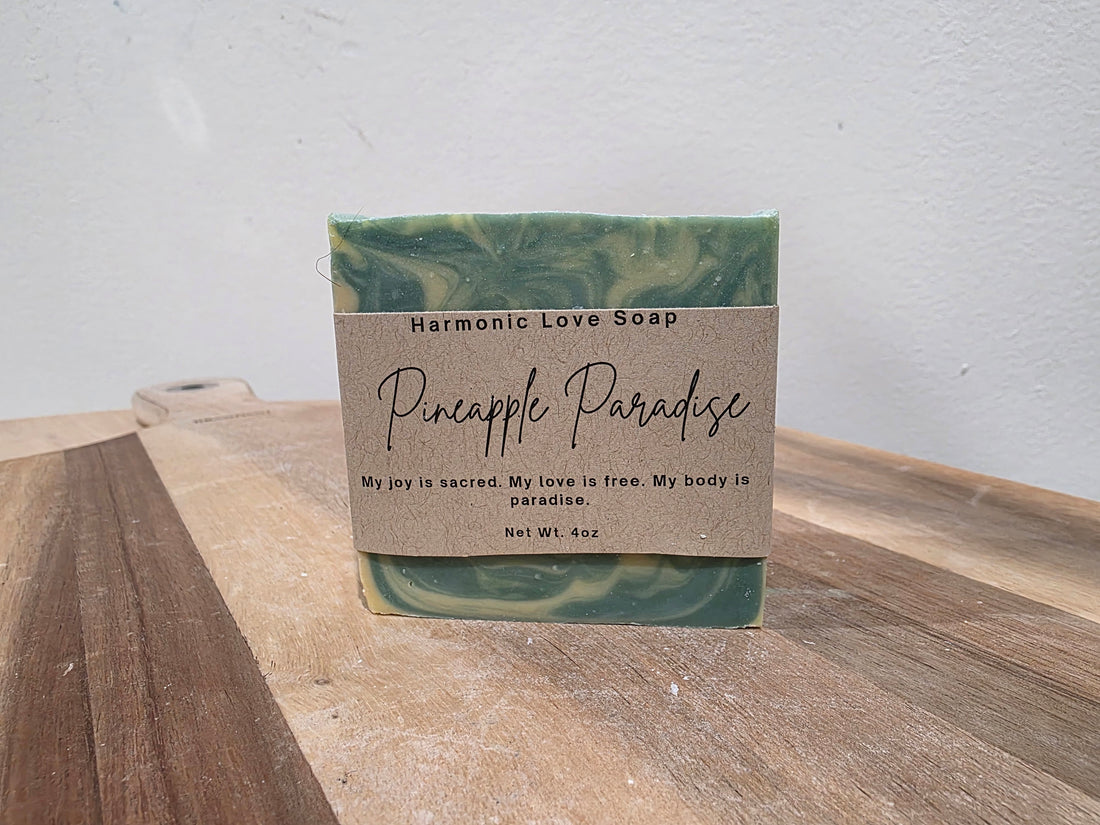 Harmonic Love Soap
Pineapple Paradise
My joy is sacred. My love is free. My body is
paradise.
Net Wt. 4oz